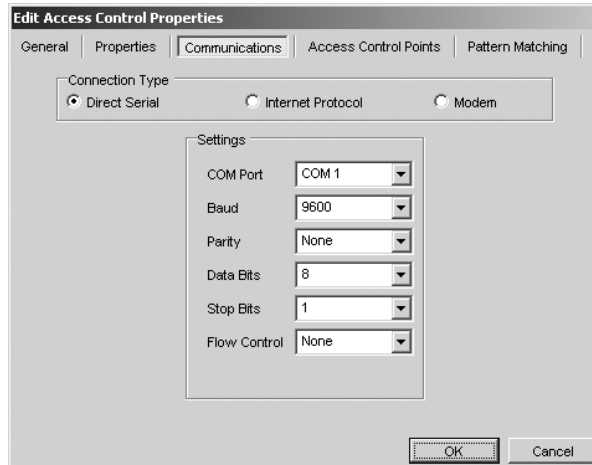 Edit Access Control Properties
General Properties Communications Access Control Points Pattern Matching
Connection Type
Direct Serial Internet Protocol Modem
Settings
COM Port COM 1
Baud 9600
Parity None
Data Bits 8
Stop Bits 1
Flow Control None
OK Cancel